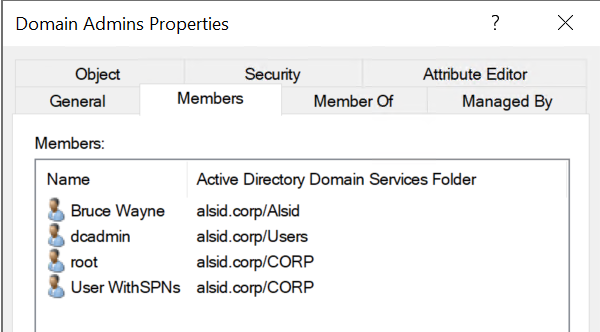 Domain Admins Properties ?
Object Security Attribute Editor
General Members Member Of Managed By
Members:
Name Active Directory Domain Services Folder
Bruce Wayne alsid.corp/Alsid
dcadmin alsid.corp/Users
root alsid.corp/CORP
User WithSPNs alsid.corp/CORP